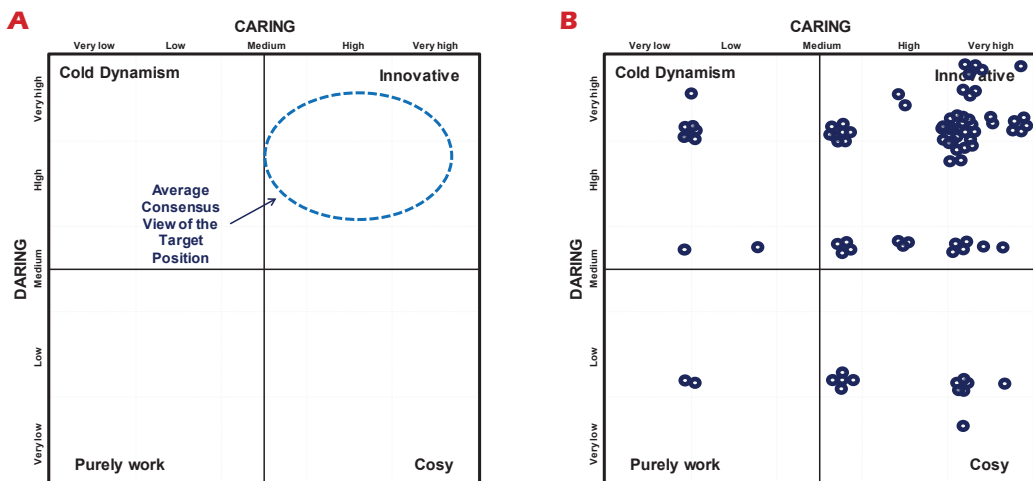 A
CARING
Very low Low Medium High Very high
Cold Dynamism Innovative
Very high
High
Medium
Low
Very low
DARING
Average
Consensus
View of the
Target
Position
Purely work Cosy
B
CARING
Very low Low Medium High Very high
Cold Dynamism Innovative
Very high
High
Medium
Low
Very low
DARING
Purely work Cosy